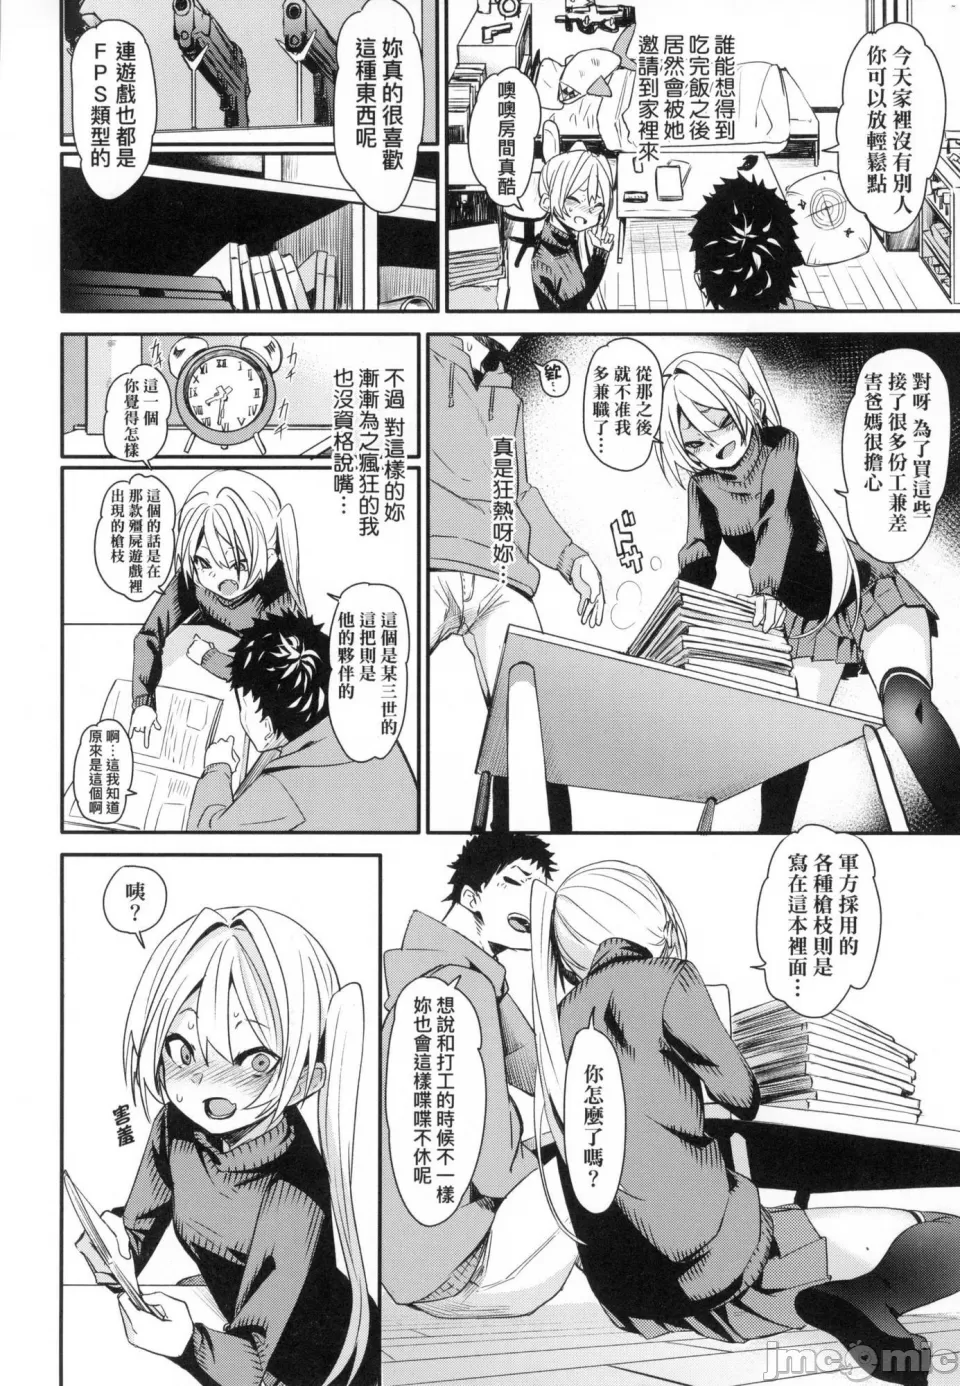 今天家裡沒有別人
你可以放輕鬆點
誰能想得到
吃完飯之後
居然會被她
邀請到家裡來
噢噢房間真酷
妳真的很喜歡
這種東西呢
連遊戲也都是
FPS類型的
對呀 為了買這些
接了很多份工兼差
害爸媽很擔心
從那之後
就不准我
多兼職了…
欸…
真是狂熱呀妳…
不過 對這樣的妳
漸漸為之瘋狂的我
也沒資格說嘴…
這一個
你覺得怎樣
這個的話是在
那款殭屍遊戲裡
出現的槍枝
這個是某三世的
這把則是
他的夥伴的
啊…這我知道
原來是這個啊
軍方採用的
各種槍枝則是
寫在這本裡面…
你怎麼了嗎?
想說和打工的時候不一樣
妳也會這樣喋喋不休呢
咦?
害羞
jmcomic